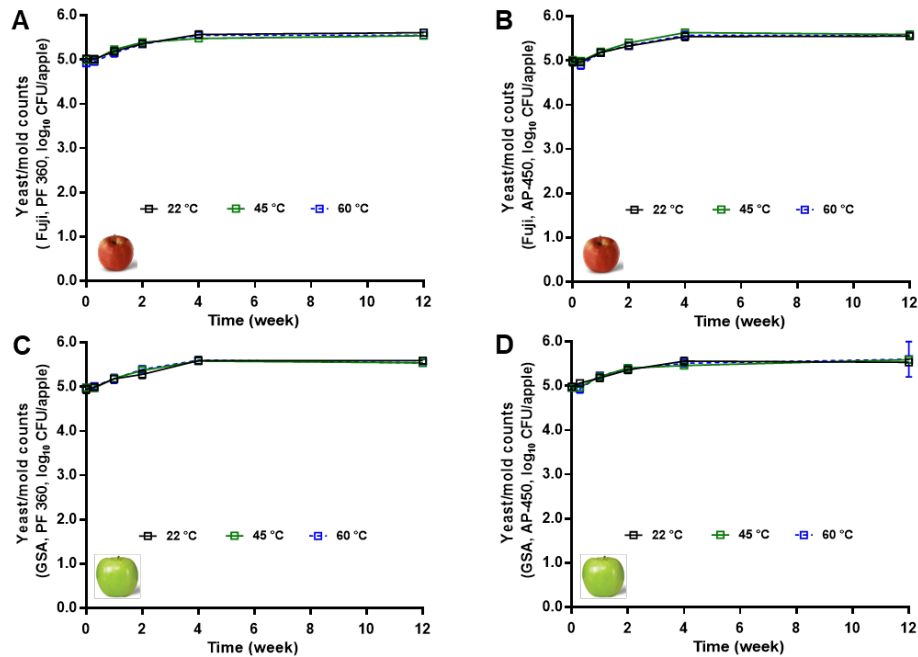 A
Yeast/mold counts
( Fuji, PF 360, log₁₀ CFU/apple)
6.0
5.0
4.0
3.0
2.0
1.0
0.0
22 °C
45 °C
60 °C
0
2
4
6
8
10
12
Time (week)
B
Yeast/mold couts
(Fuji, AP-450, log₁₀ CFU/apple)
6.0
5.0
4.0
3.0
2.0
1.0
0.0
22 °C
45 °C
60 °C
0
2
4
6
8
10
12
Time (week)
C
Yeast/mold counts
(GSA, PF 360, log₁₀ CFU/apple)
6.0
5.0
4.0
3.0
2.0
1.0
0.0
22 °C
45 °C
60 °C
0
2
4
6
8
10
12
Time (week)
D
Yeast/mold counts
(GSA, AP-450, log₁₀ CFU/apple)
6.0
5.0
4.0
3.0
2.0
1.0
0.0
22 °C
45 °C
60 °C
0
2
4
6
8
10
12
Time (week)